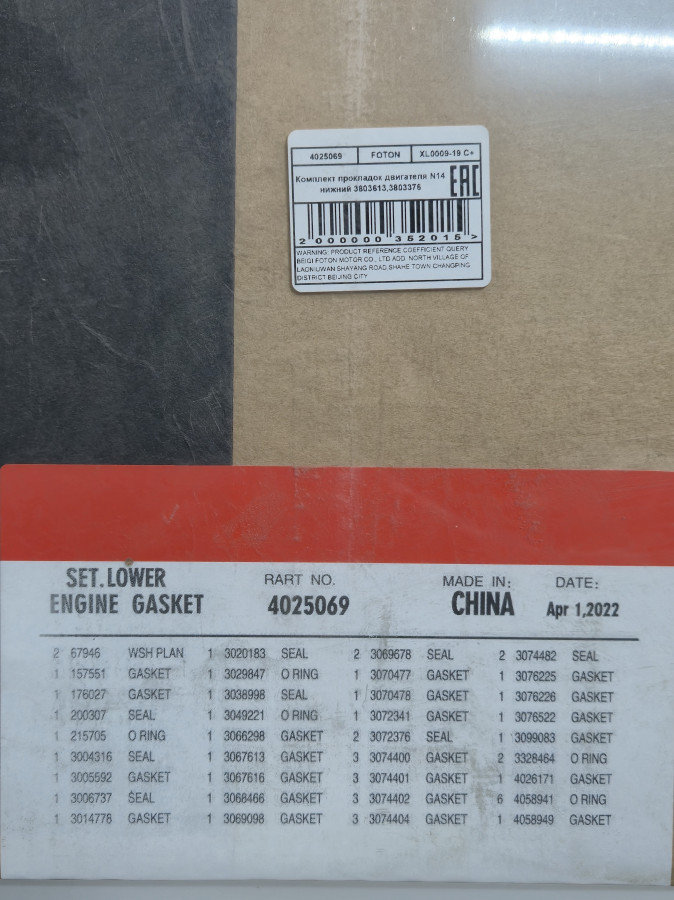 4025069 FOTON XL0009-19 C+
Комплект прокладок двигателя N14
нижний 3803613,3803376
EAC
2 000000 352015 >
WARNING: PRODUCT REFERENCE COEFFICIENT QUERY
BEIQI FOTON MOTOR CO., LTD ADD. NORTH VILLAGE OF
LAONIUWAN SHAYANG ROAD SHAHE TOWN CHANGPING
DISTRICT BEIJING CITY
SET.LOWER
ENGINE GASKET
RART NO.
4025069
MADE IN:
CHINA
DATE:
Apr 1,2022
2 67946 WSH PLAN 1 3020183 SEAL 2 3069678 SEAL 2 3074482 SEAL
1 157551 GASKET 1 3029847 O RING 1 3070477 GASKET 1 3076225 GASKET
1 176027 GASKET 1 3038998 SEAL 1 3070478 GASKET 1 3076226 GASKET
1 200307 SEAL 1 3049221 O RING 1 3072341 GASKET 1 3076522 GASKET
1 215705 O RING 1 3066298 GASKET 2 3072376 SEAL 1 3099083 GASKET
1 3004316 SEAL 1 3067613 GASKET 3 3074400 GASKET 2 3328464 O RING
1 3005592 GASKET 1 3067616 GASKET 3 3074401 GASKET 1 4026171 GASKET
1 3006737 SEAL 1 3068466 GASKET 3 3074402 GASKET 6 4058941 O RING
1 3014778 GASKET 1 3069098 GASKET 3 3074404 GASKET 1 4058949 GASKET